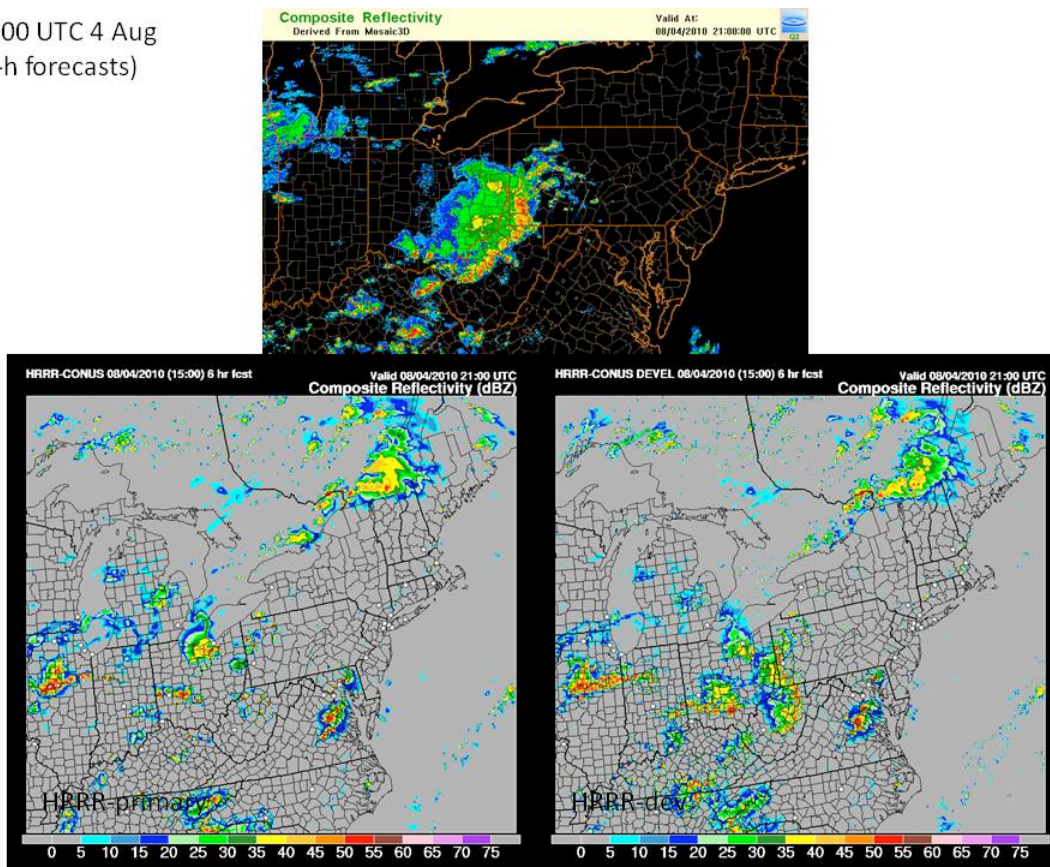 00 UTC 4 Aug
-h forecasts)
Composite Reflectivity
Derived From Mosaic3D
Valid At:
08/04/2010 21:00:00 UTC
Q2
HRRR-CONUS 08/04/2010 (15:00) 6 hr fcst
Valid 08/04/2010 21:00 UTC
Composite Reflectivity (dBZ)
HRRR-primary
0 5 10 15 20 25 30 35 40 45 50 55 60 65 70 75
HRRR-CONUS DEVEL 08/04/2010 (15:00) 6 hr fcst
Valid 08/04/2010 21:00 UTC
Composite Reflectivity (dBZ)
HRRR-dev
0 5 10 15 20 25 30 35 40 45 50 55 60 65 70 75